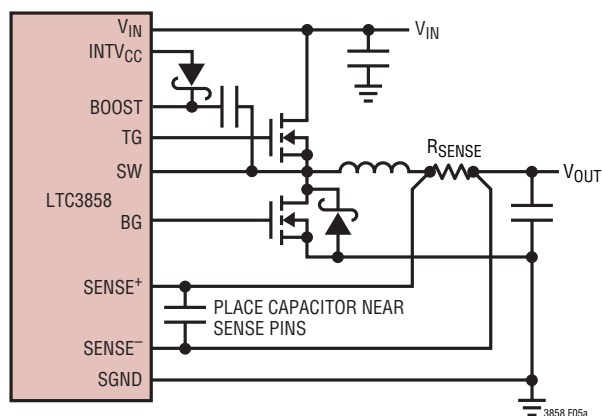 VIN
VIN
INTVCC
BOOST
TG
RSENSE
SW
VOUT
LTC3858
BG
SENSE+
PLACE CAPACITOR NEAR
SENSE PINS
SENSE–
SGND
3858 F05a